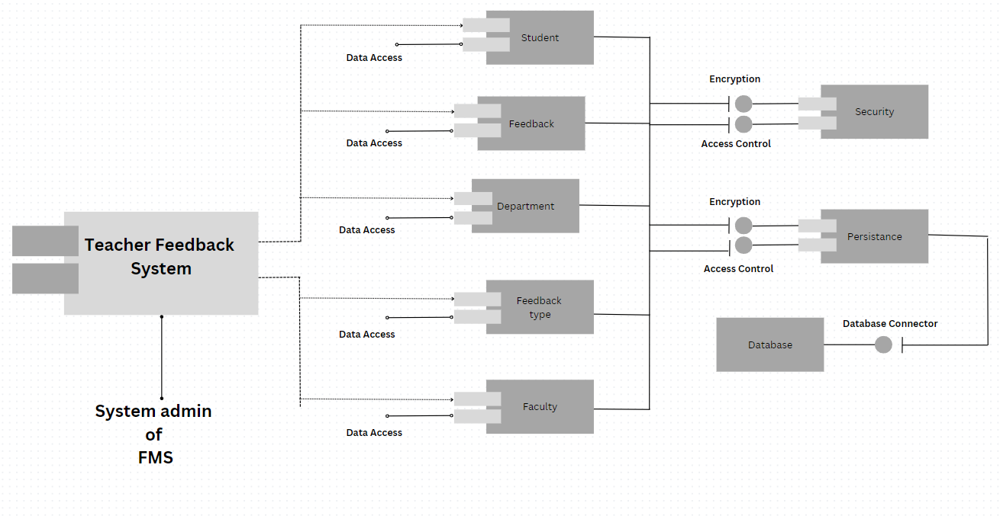 Student
Data Access
Encryption
Security
Feedback
Data Access
Access Control
Department
Data Access
Encryption
Persistance
Access Control
Teacher Feedback
System
Feedback
type
Data Access
Database Connector
Database
Faculty
Data Access
System admin
of
FMS